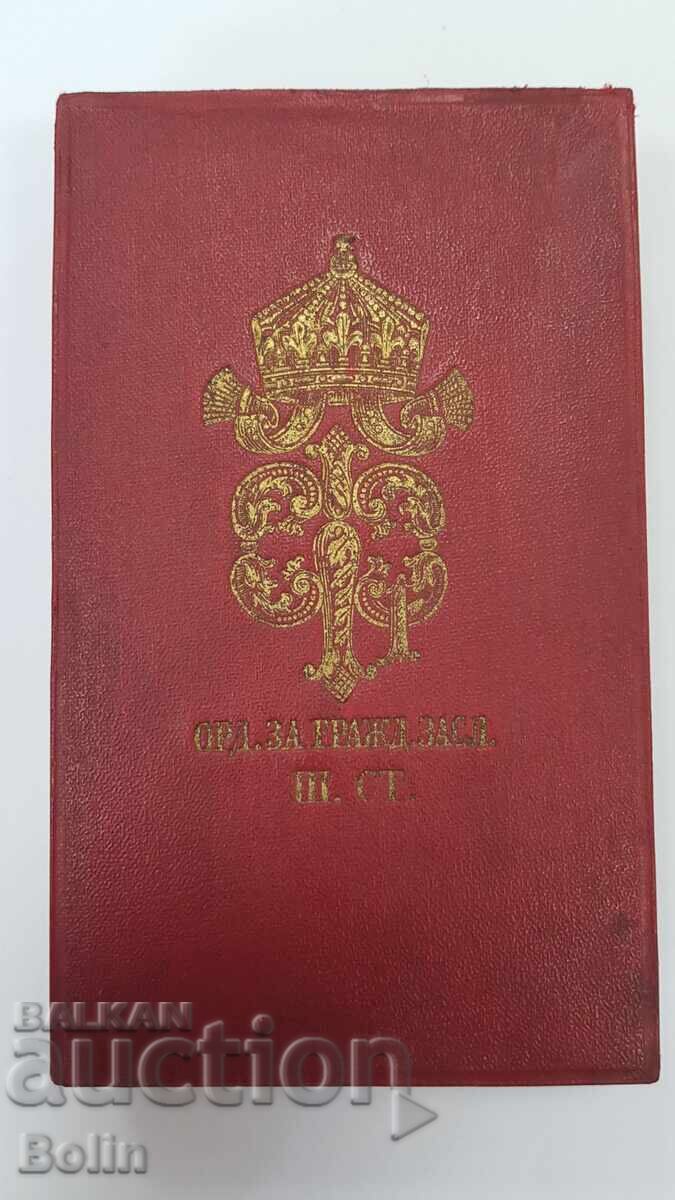 ОРД. ЗА ГРАЖД. ЗАСЛ.
III. СТ.
BALKAN
auction
Bolin